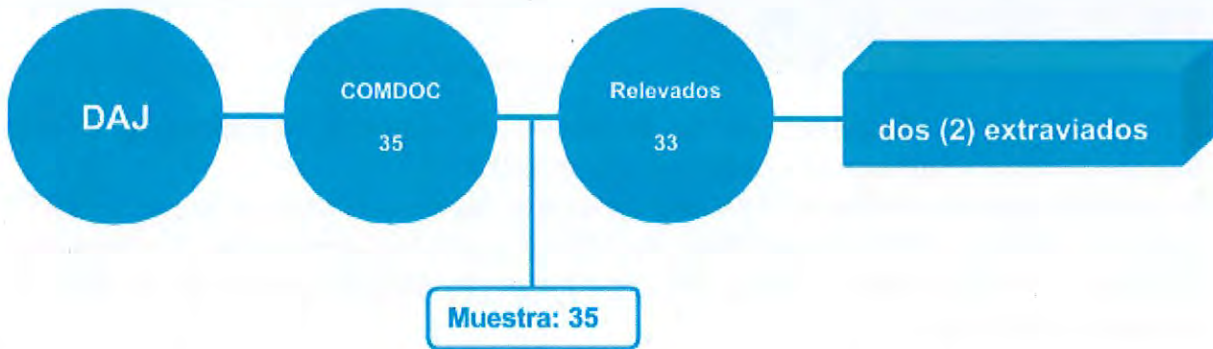 DAJ
COMDOC
35
Relevados
33
dos (2) extraviados
Muestra: 35